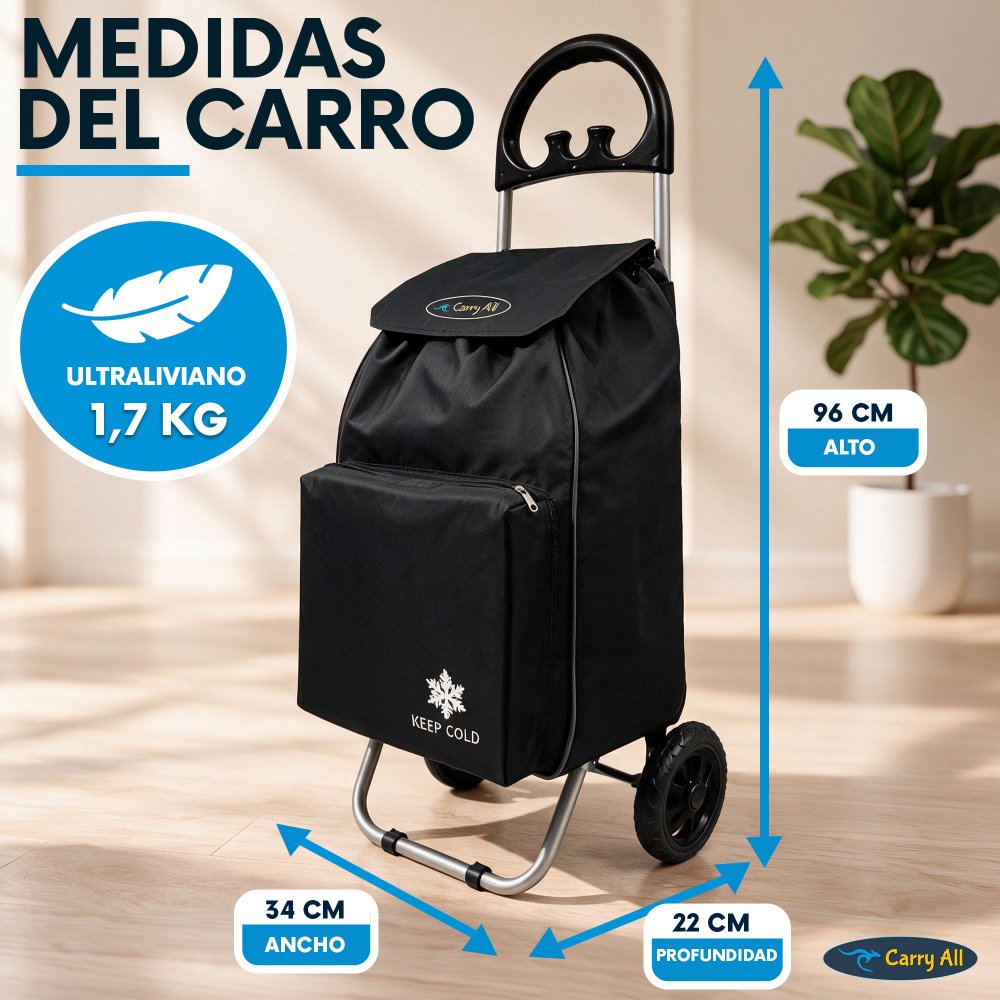 MEDIDAS
DEL CARRO
ULTRALIVIANO
1,7 KG
Carry All
96 CM
ALTO
KEEP COLD
34 CM
ANCHO
22 CM
PROFUNDIDAD
Carry All